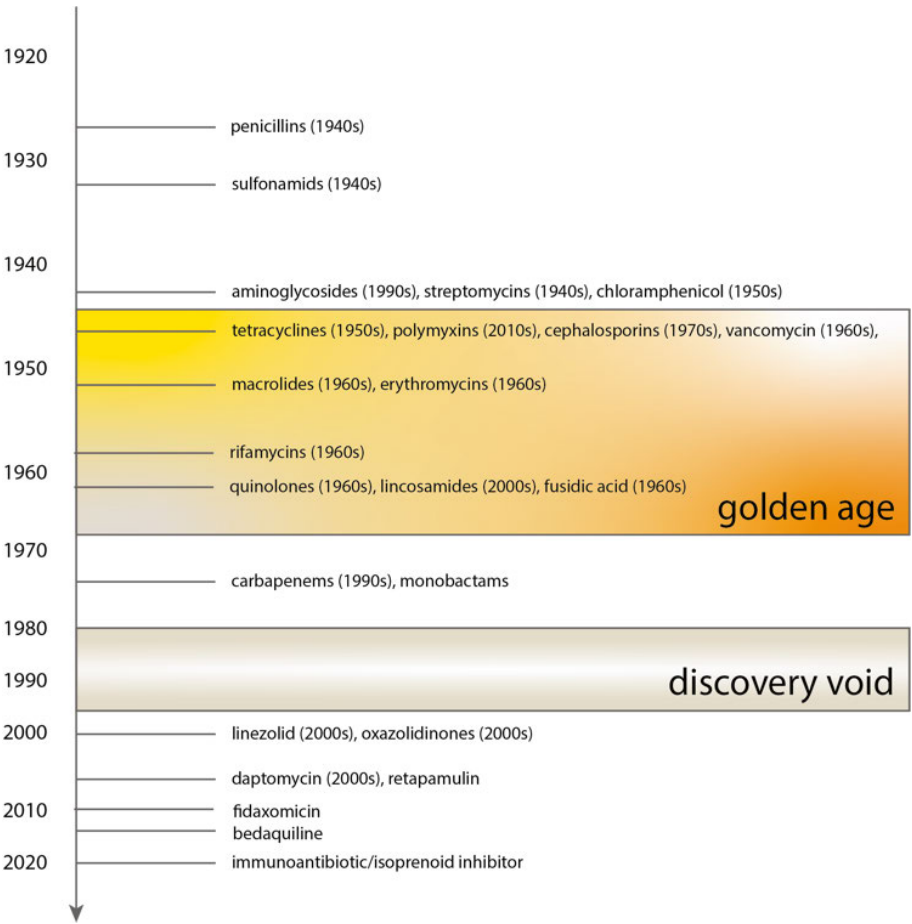 1920
penicillins (1940s)
1930
sulfonamids (1940s)
1940
aminoglycosides (1990s), streptomycins (1940s), chloramphenicol (1950s)
tetracyclines (1950s), polymyxins (2010s), cephalosporins (1970s), vancomycin (1960s),
1950
macrolides (1960s), erythromycins (1960s)
rifamycins (1960s)
1960
quinolones (1960s), lincosamides (2000s), fusidic acid (1960s)
golden age
1970
carbapenems (1990s), monobactams
1980
discovery void
1990
2000
linezolid (2000s), oxazolidinones (2000s)
daptomycin (2000s), retapamulin
2010
fidaxomicin
bedaquiline
2020
immunoantibiotic/isoprenoid inhibitor